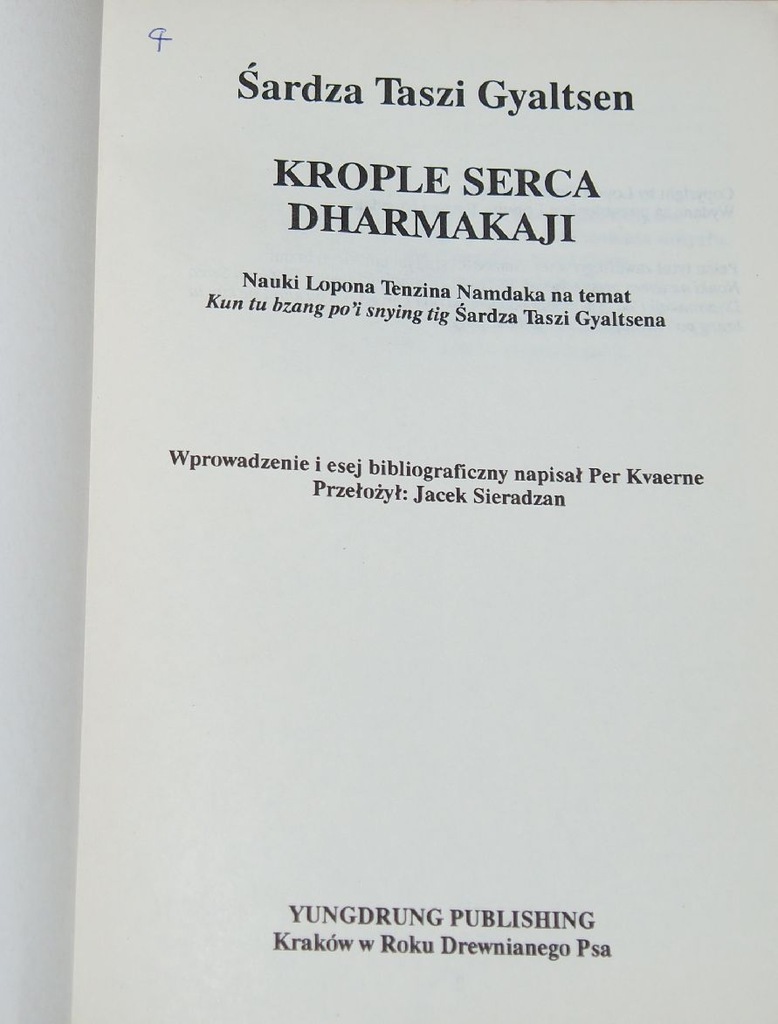 Śardza Taszi Gyaltsen
KROPLE SERCA
DHARMAKAJI
Nauki Lopona Tenzina Namdaka na temat
Kun tu bzang po'i snying tig Śardza Taszi Gyaltsena
Wprowadzenie i esej bibliograficzny napisał Per Kvaerne
Przełożył: Jacek Sieradzan
YUNGDRUNG PUBLISHING
Kraków w Roku Drewnianego Psa